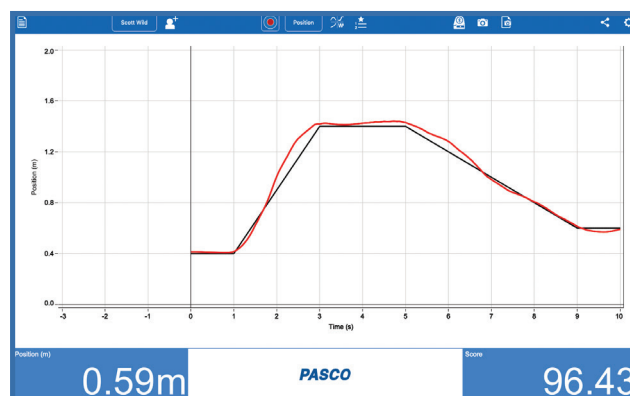 Scott Wild
Position
2.0
1.6
1.2
0.8
0.4
0.0
Position (m)
-3 -2 -1 0 1 2 3 4 5 6 7 8 9 10
Time (s)
Position (m)
0.59m
PASCO
Score
96.43